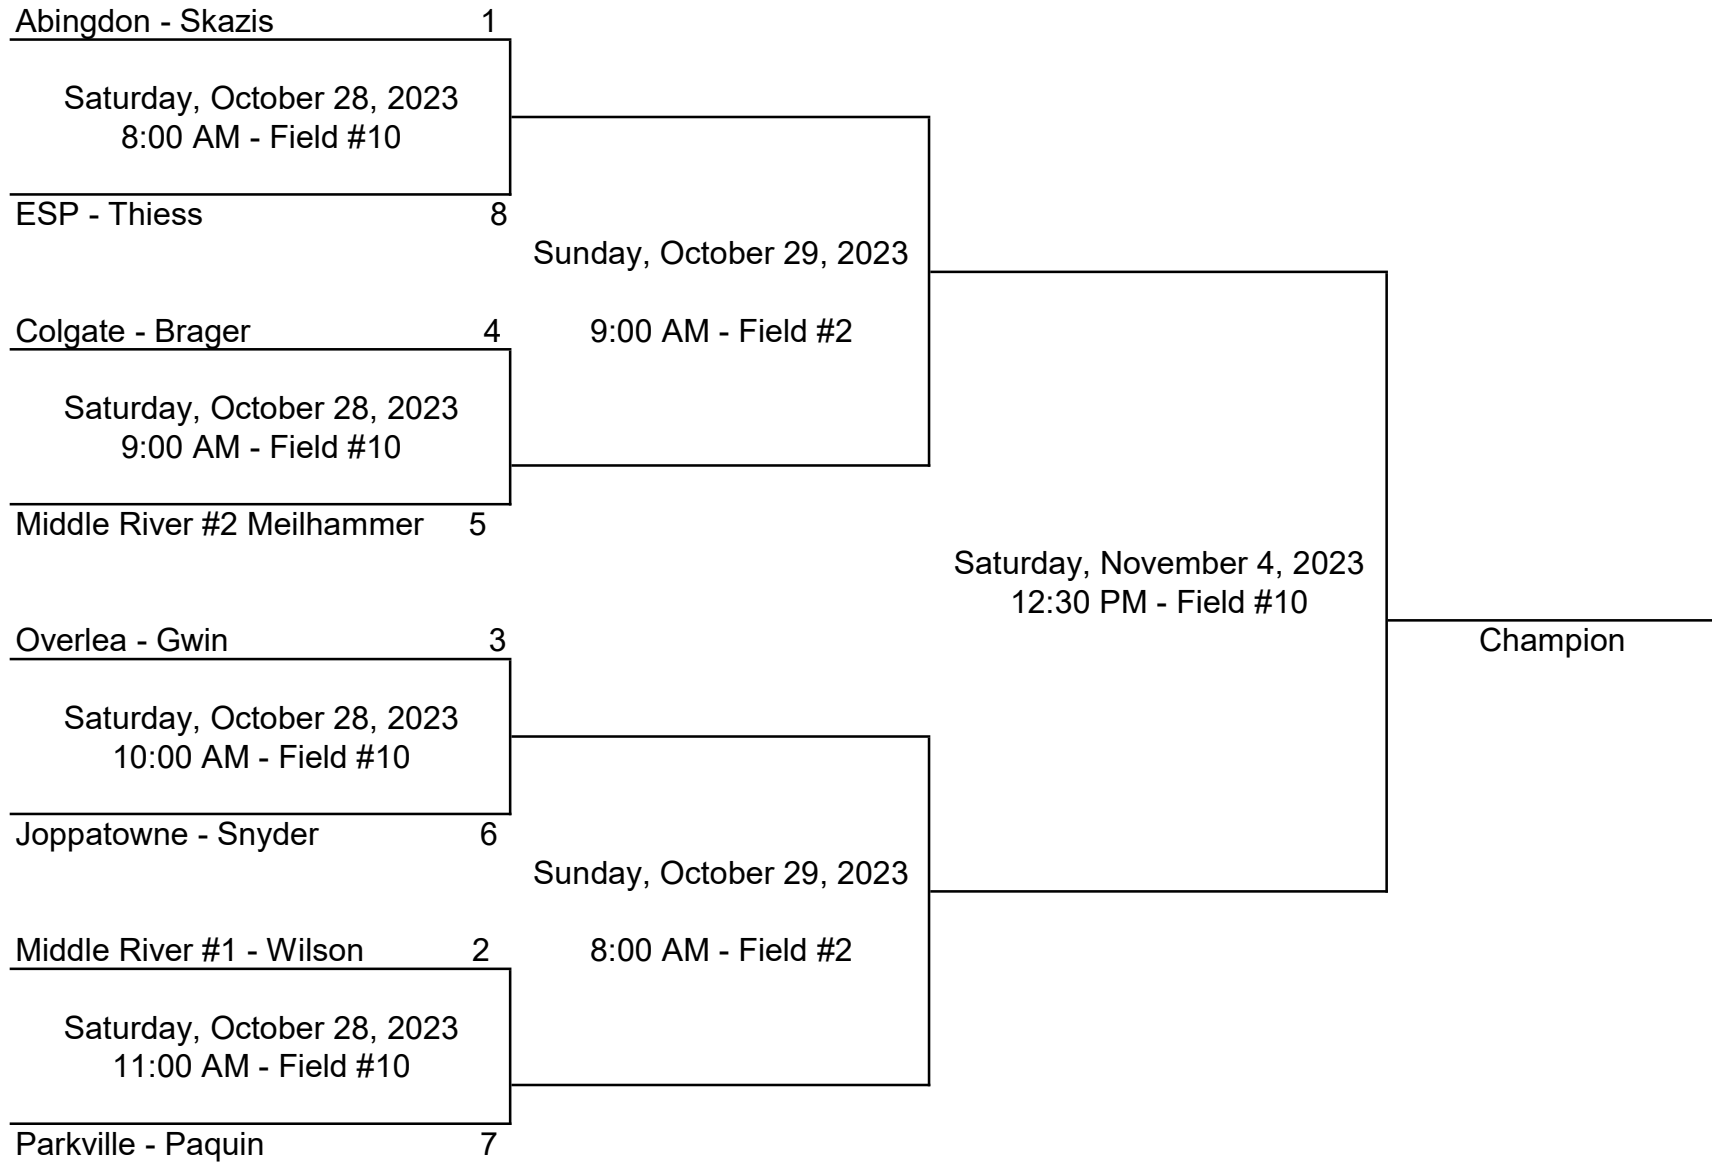 Abingdon - Skazis 1
Saturday, October 28, 2023
8:00 AM - Field #10
ESP - Thiess 8
Sunday, October 29, 2023
9:00 AM - Field #2
Colgate - Brager 4
Saturday, October 28, 2023
9:00 AM - Field #10
Middle River #2 Meilhammer 5
Saturday, November 4, 2023
12:30 PM - Field #10
Champion
Overlea - Gwin 3
Saturday, October 28, 2023
10:00 AM - Field #10
Joppatowne - Snyder 6
Sunday, October 29, 2023
8:00 AM - Field #2
Middle River #1 - Wilson 2
Saturday, October 28, 2023
11:00 AM - Field #10
Parkville - Paquin 7